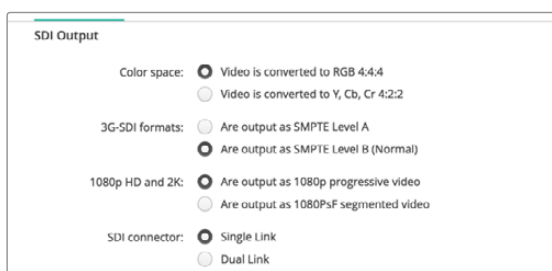 SDI Output
Color space: Video is converted to RGB 4:4:4
Video is converted to Y, Cb, Cr 4:2:2
3G-SDI formats: Are output as SMPTE Level A
Are output as SMPTE Level B (Normal)
1080p HD and 2K: Are output as 1080p progressive video
Are output as 1080PsF segmented video
SDI connector: Single Link
Dual Link